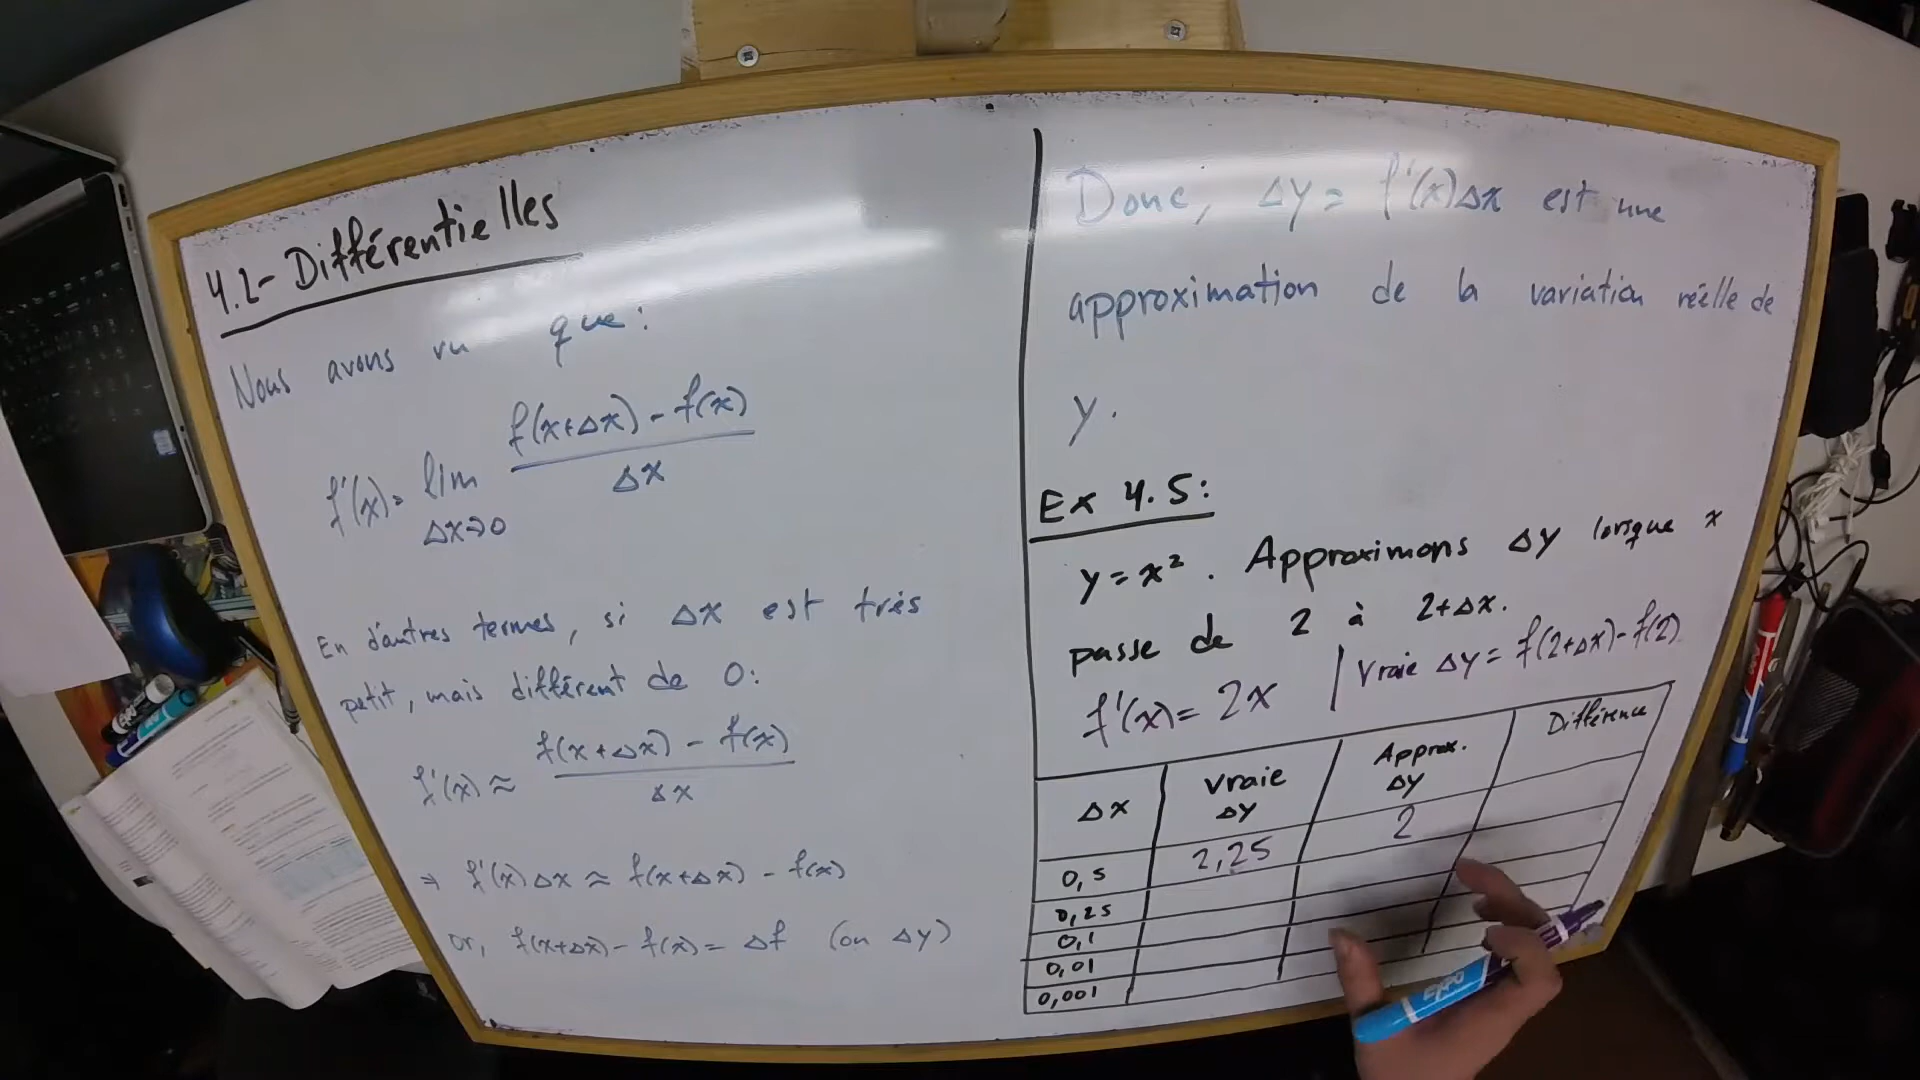 4.2- Différentielles
Nous avons vu que:
f'(x)= lim f(x+Δx) - f(x)
Δx→0 Δx
En d'autres termes, si Δx est très
petit, mais différent de 0:
f'(x) ≈ f(x+Δx) - f(x)
Δx
⇒ f'(x)Δx ≈ f(x+Δx) - f(x)
Or, f(x+Δx) - f(x) = Δf (ou Δy)
Donc, Δy = f'(x)Δx est une
approximation de la variation réelle de
y.
Ex 4.5:
y = x². Approximons Δy lorsque x
passe de 2 à 2+Δx.
f'(x) = 2x | Vraie Δy = f(2+Δx) - f(2)
Δx Vraie Δy Approx. Δy Différence
0,5 2,25 2
0,25
0,1
0,01
0,001
EXPO